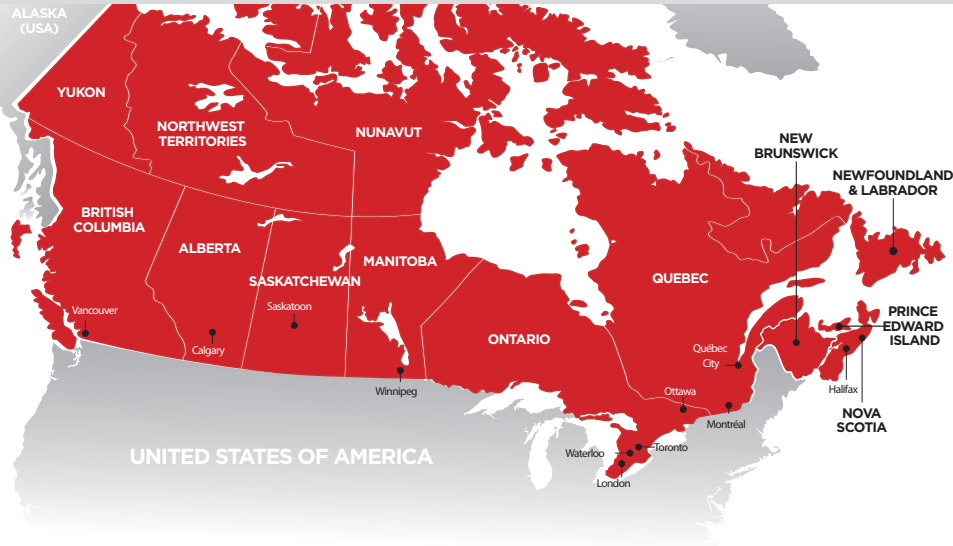 ALASKA
(USA)
YUKON
NORTHWEST
TERRITORIES
NUNAVUT
NEW
BRUNSWICK
NEWFOUNDLAND
& LABRADOR
BRITISH
COLUMBIA
ALBERTA
MANITOBA
SASKATCHEWAN
QUEBEC
Vancouver
Saskatoon
PRINCE
EDWARD
ISLAND
ONTARIO
Calgary
Québec
City
Winnipeg
Ottawa
Halifax
Montréal
NOVA
SCOTIA
UNITED STATES OF AMERICA
Waterloo
Toronto
London